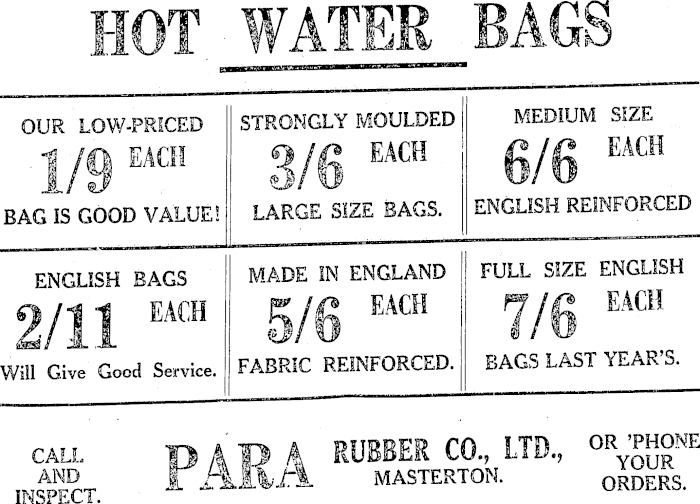 HOT WATER BAGS
OUR LOW-PRICED
1/9 EACH
BAG IS GOOD VALUE!
STRONGLY MOULDED
3/6 EACH
LARGE SIZE BAGS.
MEDIUM SIZE
6/6 EACH
ENGLISH REINFORCED
ENGLISH BAGS
2/11 EACH
Will Give Good Service.
MADE IN ENGLAND
5/6 EACH
FABRIC REINFORCED.
FULL SIZE ENGLISH
7/6 EACH
BAGS LAST YEAR'S.
CALL
AND
INSPECT.
PARA RUBBER CO., LTD.,
MASTERTON.
OR 'PHONE
YOUR
ORDERS.